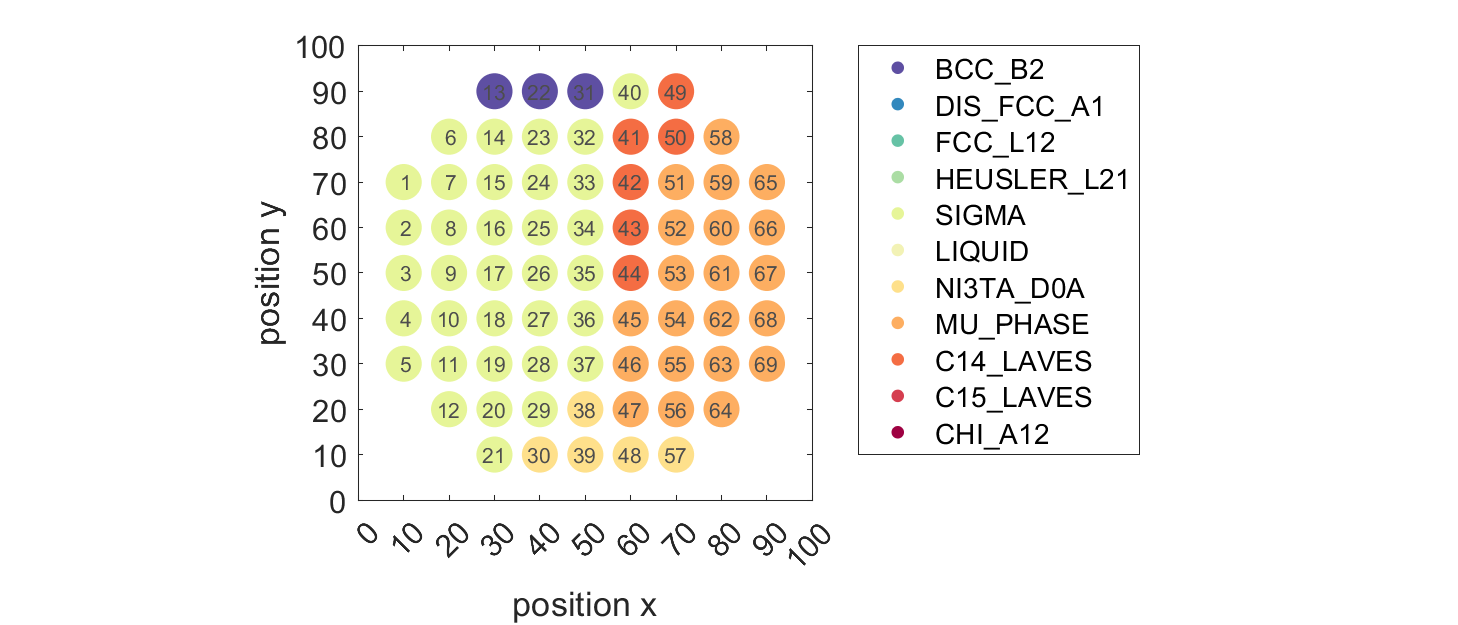 100
90
80
70
60
50
40
30
20
10
0
position y
13 22 31 40 49
6 14 23 32 41 50 58
1 7 15 24 33 42 51 59 65
2 8 16 25 34 43 52 60 66
3 9 17 26 35 44 53 61 67
4 10 18 27 36 45 54 62 68
5 11 19 28 37 46 55 63 69
12 20 29 38 47 56 64
21 30 39 48 57
0 10 20 30 40 50 60 70 80 90 100
position x
BCC_B2
DIS_FCC_A1
FCC_L12
HEUSLER_L21
SIGMA
LIQUID
NI3TA_D0A
MU_PHASE
C14_LAVES
C15_LAVES
CHI_A12